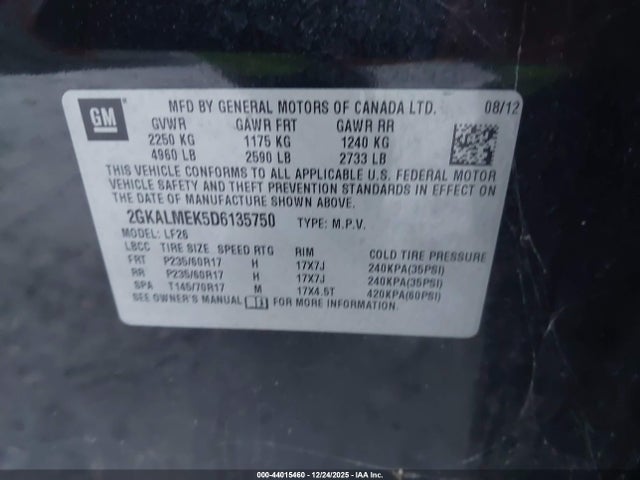 GM
MFD BY GENERAL MOTORS OF CANADA LTD. 08/12
GVWR GAWR FRT GAWR RR
2250 KG 1175 KG 1240 KG
4960 LB 2590 LB 2733 LB
THIS VEHICLE CONFORMS TO ALL APPLICABLE U.S. FEDERAL MOTOR
VEHICLE SAFETY AND THEFT PREVENTION STANDARDS IN EFFECT ON
THE DATE OF MANUFACTURE SHOWN ABOVE.
2GKALMEK5D6135750 TYPE: M.P.V.
MODEL: LF26
LBCC TIRE SIZE SPEED RTG RIM COLD TIRE PRESSURE
FRT P235/60R17 H 17X7J 240KPA(35PSI)
RR P235/60R17 H 17X7J 240KPA(35PSI)
SPA T145/70R17 M 17X4.5T 420KPA(60PSI)
SEE OWNER'S MANUAL FOR MORE INFORMATION.
000-44015460 - 12/24/2025 - IAA Inc.